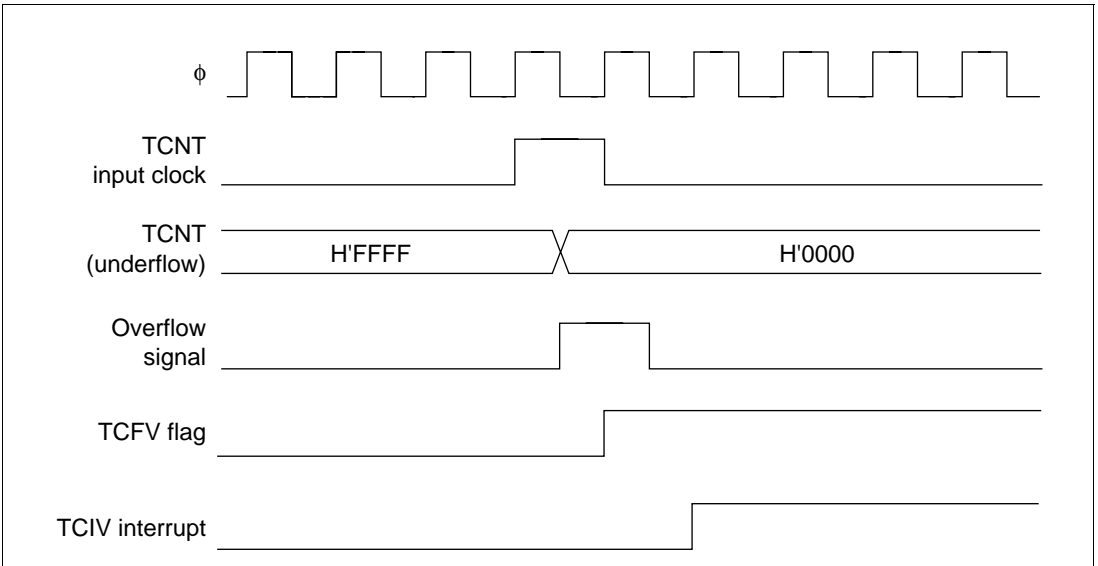 ϕ
TCNT
input clock
TCNT
(underflow)
H'FFFF
H'0000
Overflow
signal
TCFV flag
TCIV interrupt